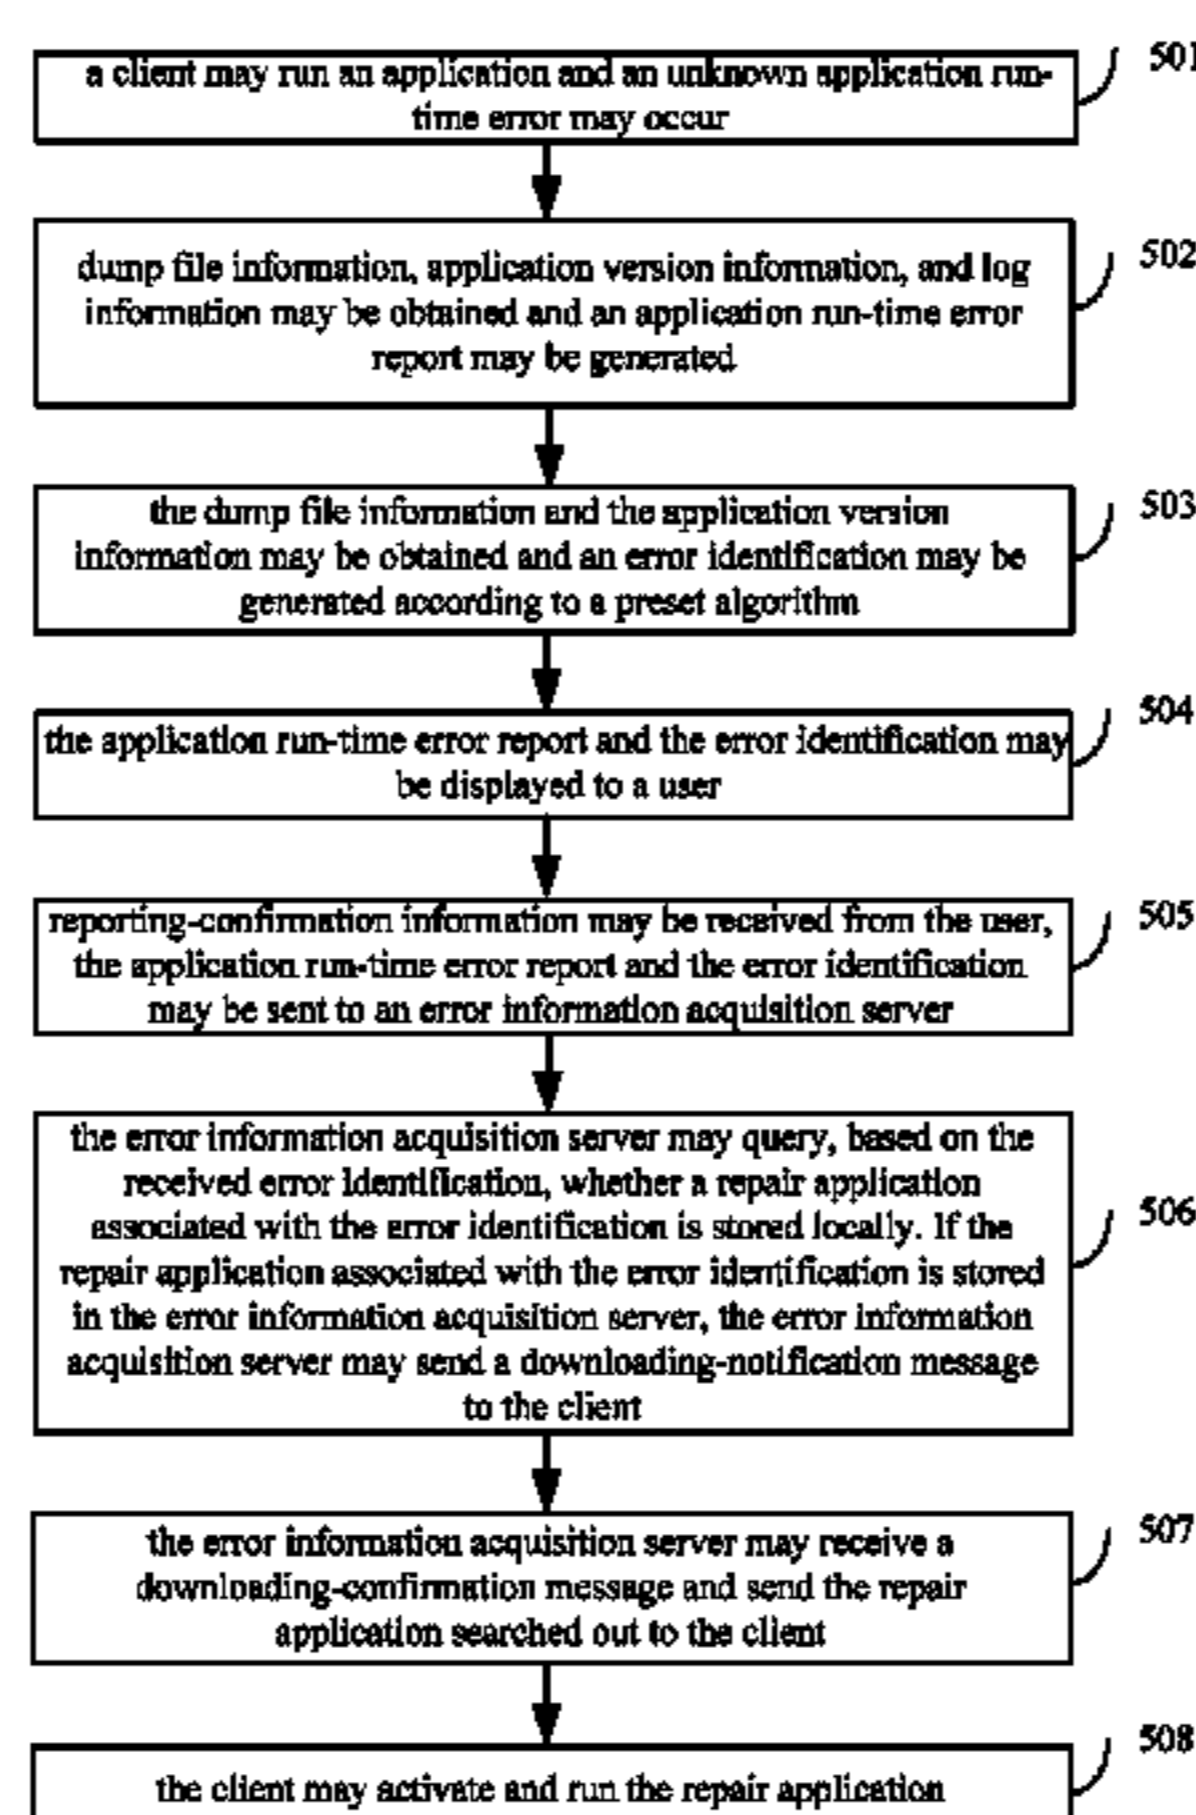 501
a client may run an application and an unknown application run-
time error may occur
502
dump file information, application version information, and log
information may be obtained and an application run-time error
report may be generated
503
the dump file information and the application version
information may be obtained and an error identification may be
generated according to a preset algorithm
504
the application run-time error report and the error identification may
be displayed to a user
505
reporting-confirmation information may be received from the user,
the application run-time error report and the error identification
may be sent to an error information acquisition server
506
the error information acquisition server may query, based on the
received error identification, whether a repair application
associated with the error identification is stored locally. If the
repair application associated with the error identification is stored
in the error information acquisition server, the error information
acquisition server may send a downloading-notification message
to the client
507
the error information acquisition server may receive a
downloading-confirmation message and send the repair
application searched out to the client
508
the client may activate and run the repair application